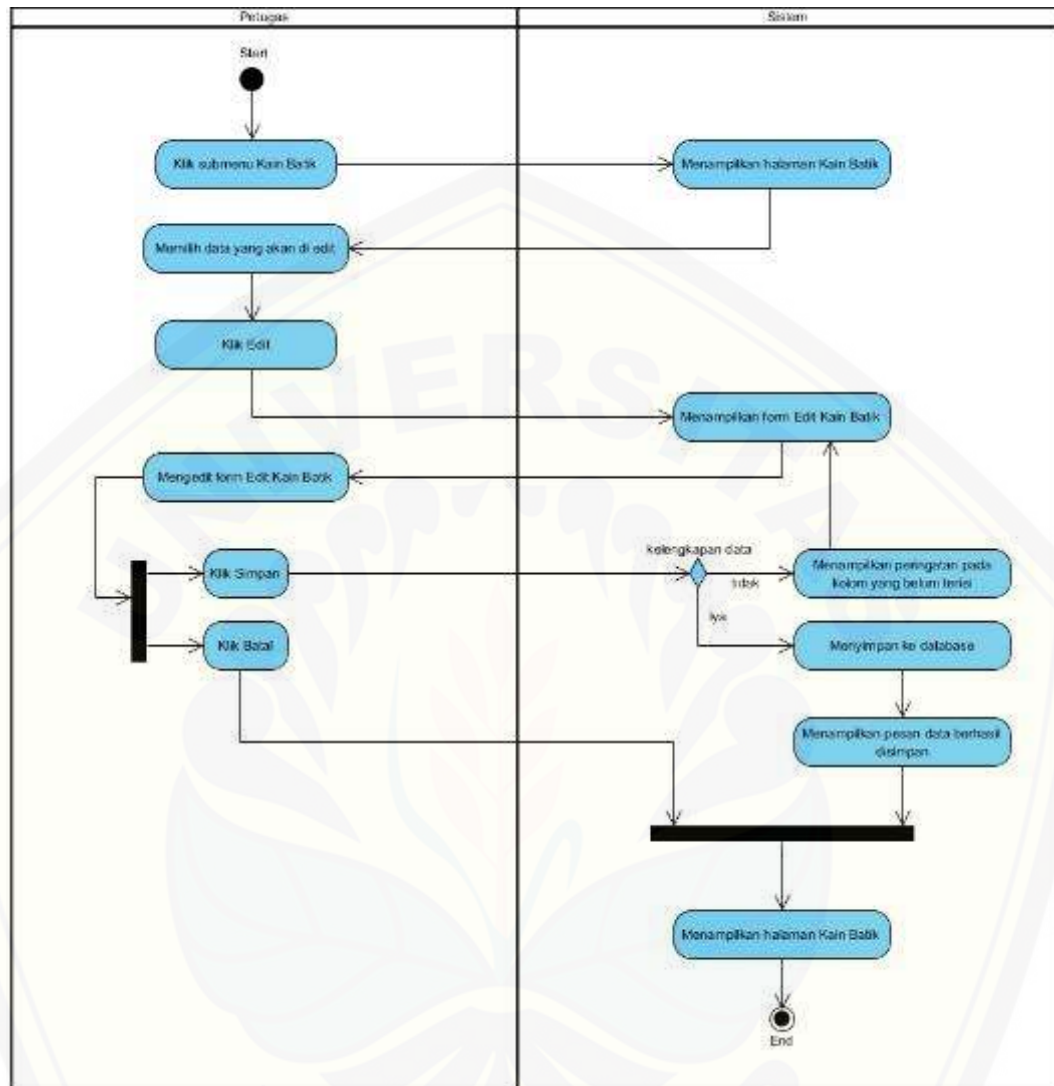 Petugas
Sistem
Start
Klik submenu Kain Batik
Menampilkan halaman Kain Batik
Memilih data yang akan di edit
Klik Edit
Menampilkan form Edit Kain Batik
Mengedit form Edit Kain Batik
kelengkapan data
Klik Simpan
tidak
Menampilkan peringatan pada
kolom yang belum terisi
iya
Klik Batal
Menyimpan ke database
Menampilkan pesan data berhasil
disimpan
Menampilkan halaman Kain Batik
End
UNIVERSITAS